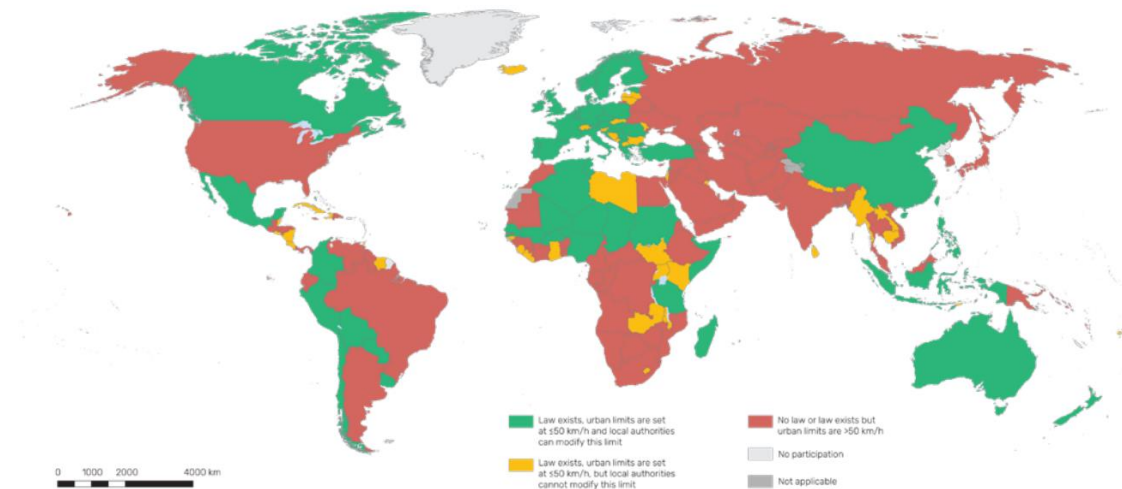 Law exists, urban limits are set
at ≤50 km/h and local authorities
can modify this limit
Law exists, urban limits are set
at ≤50 km/h, but local authorities
cannot modify this limit
No law or law exists but
urban limits are >50 km/h
No participation
Not applicable
0 1000 2000 4000 km